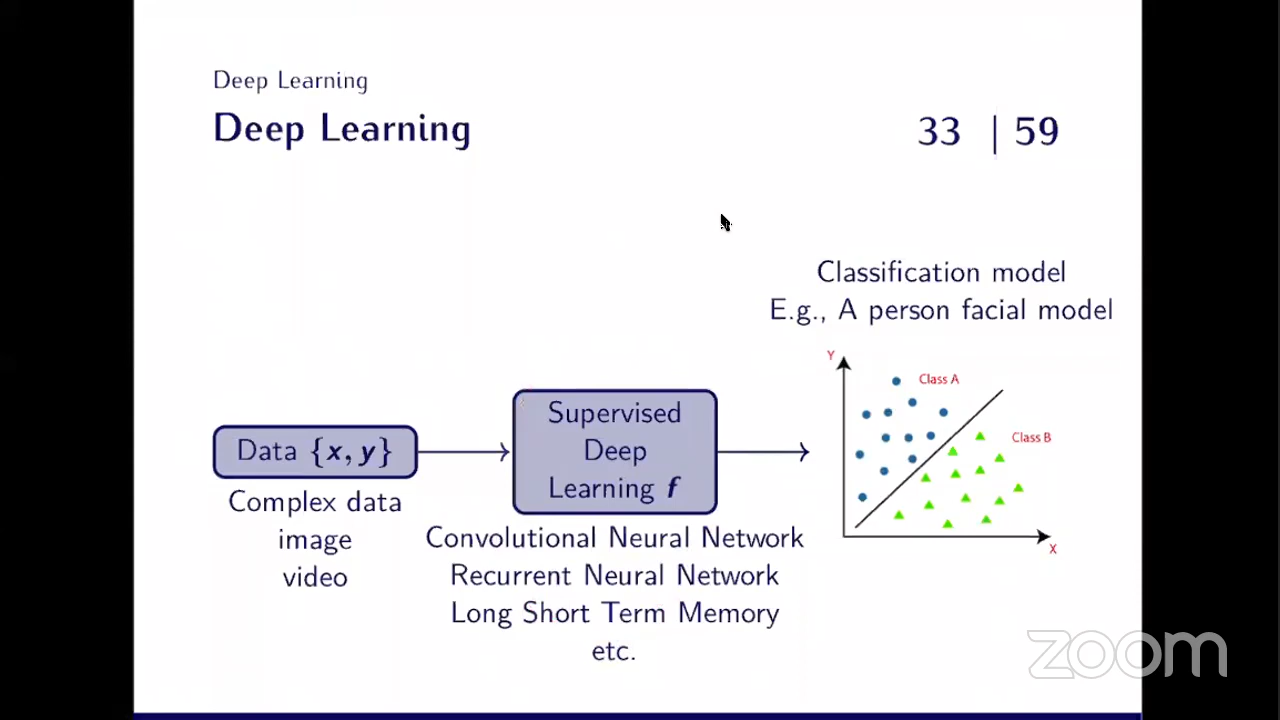 Deep Learning
Deep Learning
33 | 59
Classification model
E.g., A person facial model
Y
Class A
Class B
X
Data {x, y}
Complex data
image
video
Supervised
Deep
Learning f
Convolutional Neural Network
Recurrent Neural Network
Long Short Term Memory
etc.
zoom